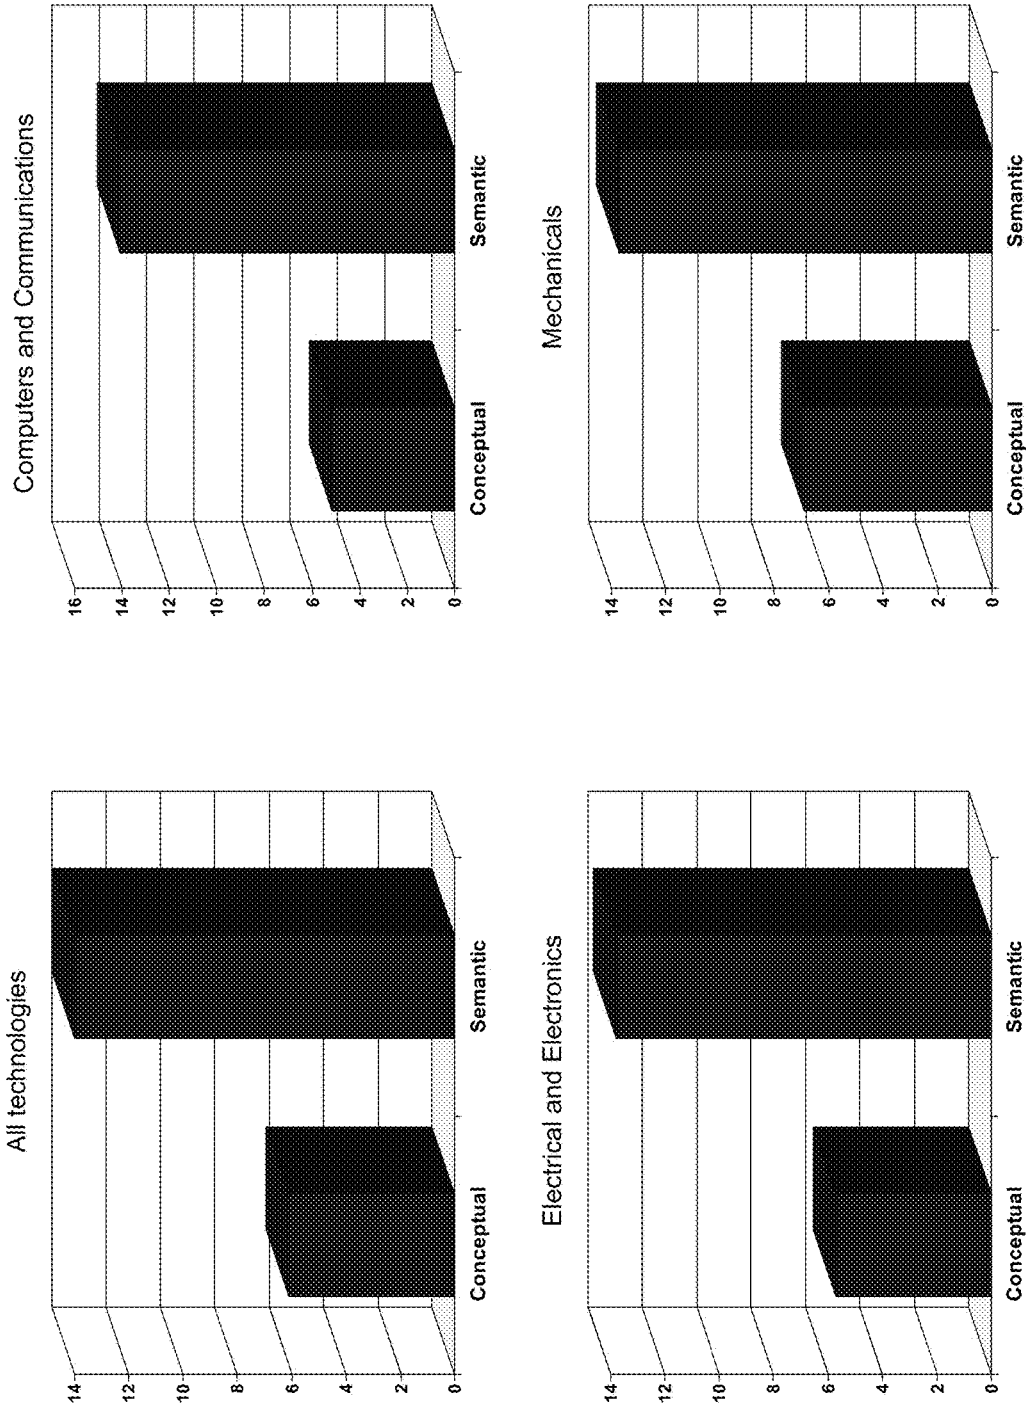 All technologies
14
12
10
8
6
4
2
0
Conceptual
Semantic
Computers and Communications
16
14
12
10
8
6
4
2
0
Conceptual
Semantic
Electrical and Electronics
14
12
10
8
6
4
2
0
Conceptual
Semantic
Mechanicals
14
12
10
8
6
4
2
0
Conceptual
Semantic